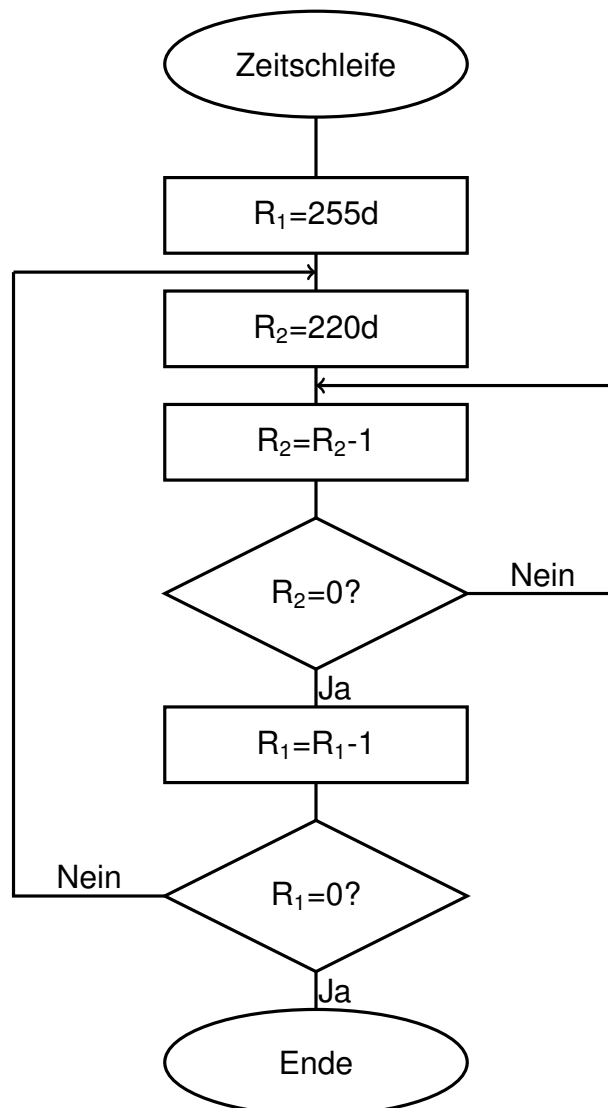 Zeitschleife
R₁=255d
R₂=220d
R₂=R₂-1
R₂=0?
Nein
Ja
R₁=R₁-1
Nein
R₁=0?
Ja
Ende